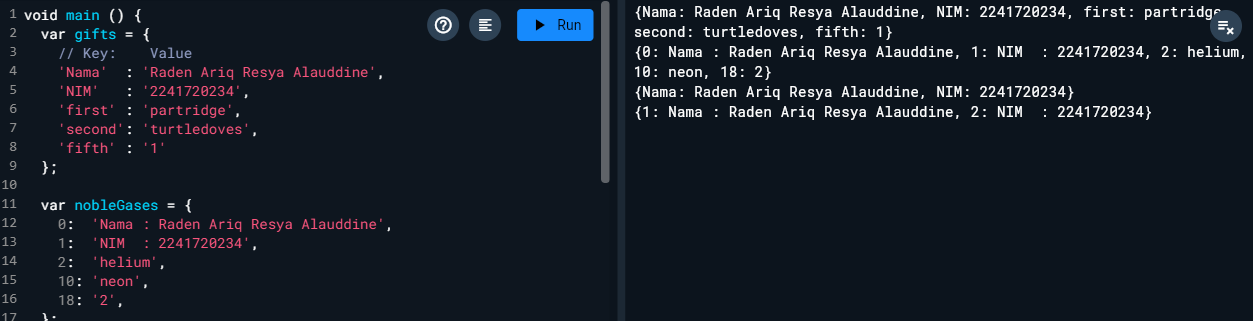 1 void main () {
2 var gifts = {
3 // Key:    Value
4 'Nama'  : 'Raden Ariq Resya Alauddine',
5 'NIM'   : '2241720234',
6 'first' : 'partridge',
7 'second': 'turtledoves',
8 'fifth' : '1'
9 };
10
11 var nobleGases = {
12 0:  'Nama : Raden Ariq Resya Alauddine',
13 1:  'NIM  : 2241720234',
14 2:  'helium',
15 10: 'neon',
16 18: '2',
17 };
Run
{Nama: Raden Ariq Resya Alauddine, NIM: 2241720234, first: partridge
second: turtledoves, fifth: 1}
{0: Nama : Raden Ariq Resya Alauddine, 1: NIM  : 2241720234, 2: helium,
10: neon, 18: 2}
{Nama: Raden Ariq Resya Alauddine, NIM: 2241720234}
{1: Nama : Raden Ariq Resya Alauddine, 2: NIM  : 2241720234}